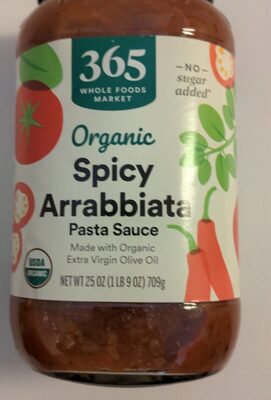 365
WHOLE FOODS
MARKET
—NO—
sugar
added*
Organic
Spicy
Arrabbiata
Pasta Sauce
Made with Organic
Extra Virgin Olive Oil
USDA
ORGANIC
NET WT 25 OZ (1 LB 9 OZ) 709g